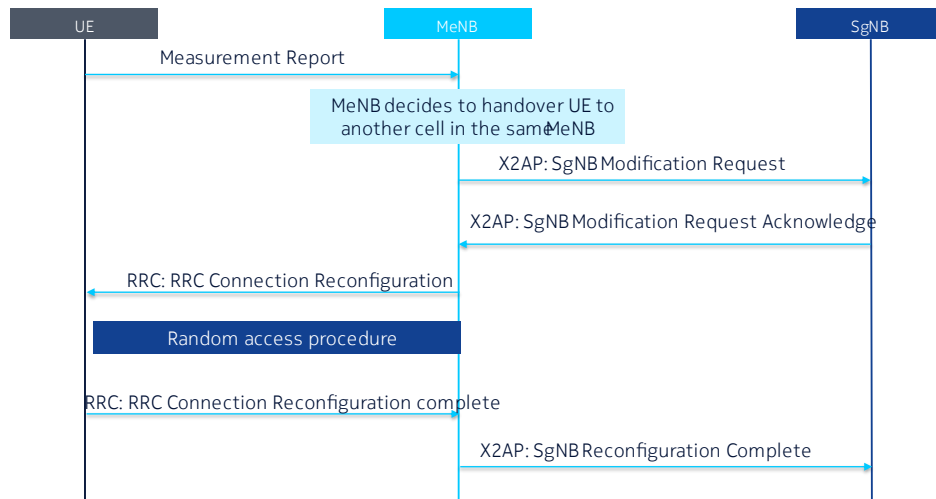 UE
MeNB
SgNB
Measurement Report
MeNB decides to handover UE to
another cell in the same MeNB
X2AP: SgNB Modification Request
X2AP: SgNB Modification Request Acknowledge
RRC: RRC Connection Reconfiguration
Random access procedure
RRC: RRC Connection Reconfiguration complete
X2AP: SgNB Reconfiguration Complete